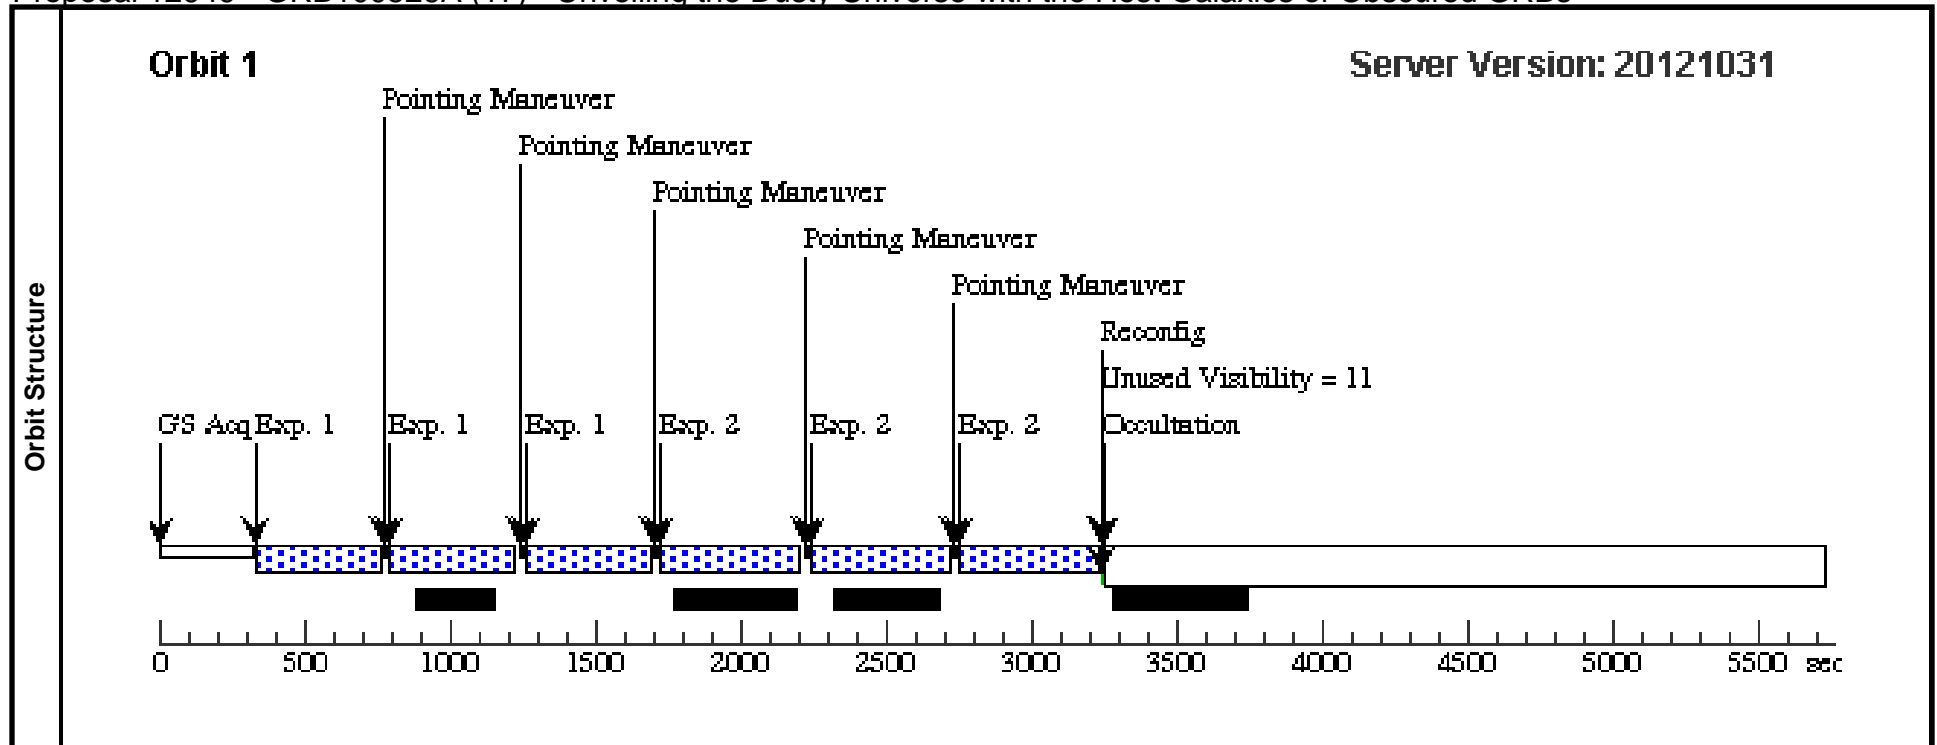 Orbit 1
Server Version: 20121031
Pointing Maneuver
Pointing Maneuver
Pointing Maneuver
Pointing Maneuver
Pointing Maneuver
Reconfig
Unused Visibility = 11
GS Acq Exp. 1 Exp. 1 Exp. 1 Exp. 2 Exp. 2 Exp. 2 Occultation
0 500 1000 1500 2000 2500 3000 3500 4000 4500 5000 5500 sec
Orbit Structure